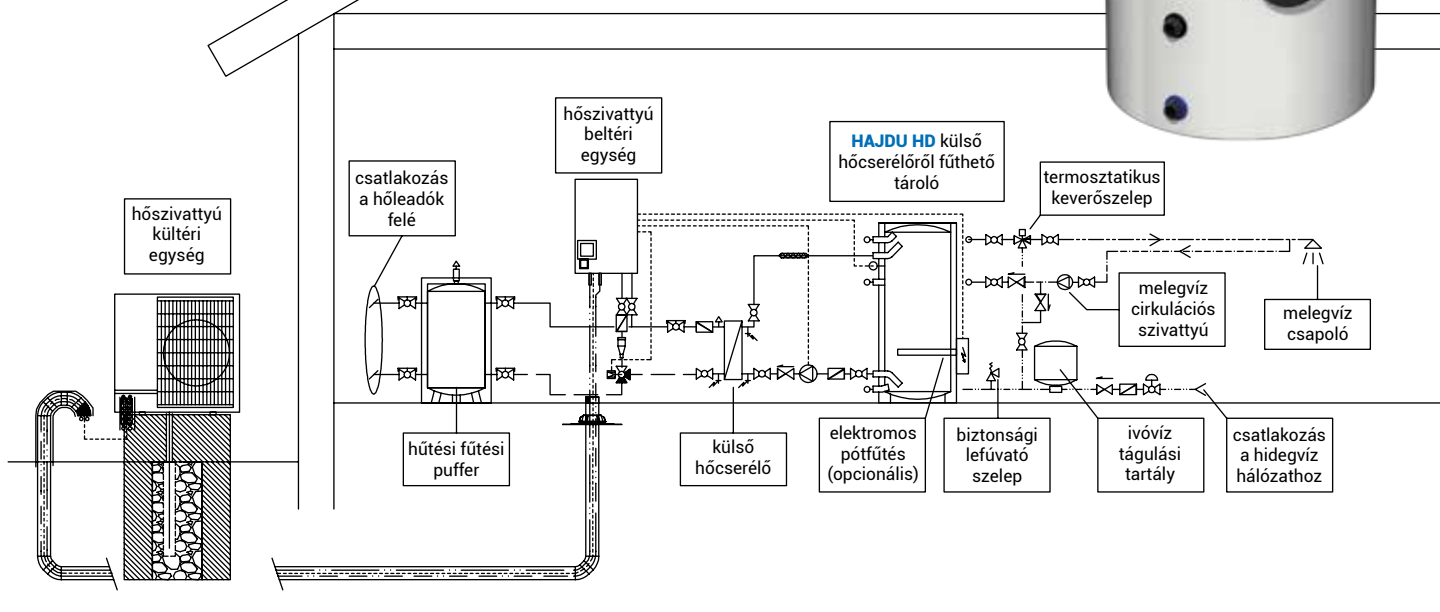 hőszivattyú
kültéri
egység
csatlakozás
a hőleadók
felé
hőszivattyú
beltéri
egység
HAJDU HD külső
hőcserélőről fűthető
tároló
termosztatikus
keverőszelep
melegvíz
cirkulációs
szivattyú
melegvíz
csapoló
hűtési fűtési
puffer
külső
hőcserélő
elektromos
pótfűtés
(opcionális)
biztonsági
lefúvató
szelep
ivóvíz
tágulási
tartály
csatlakozás
a hidegvíz
hálózathoz